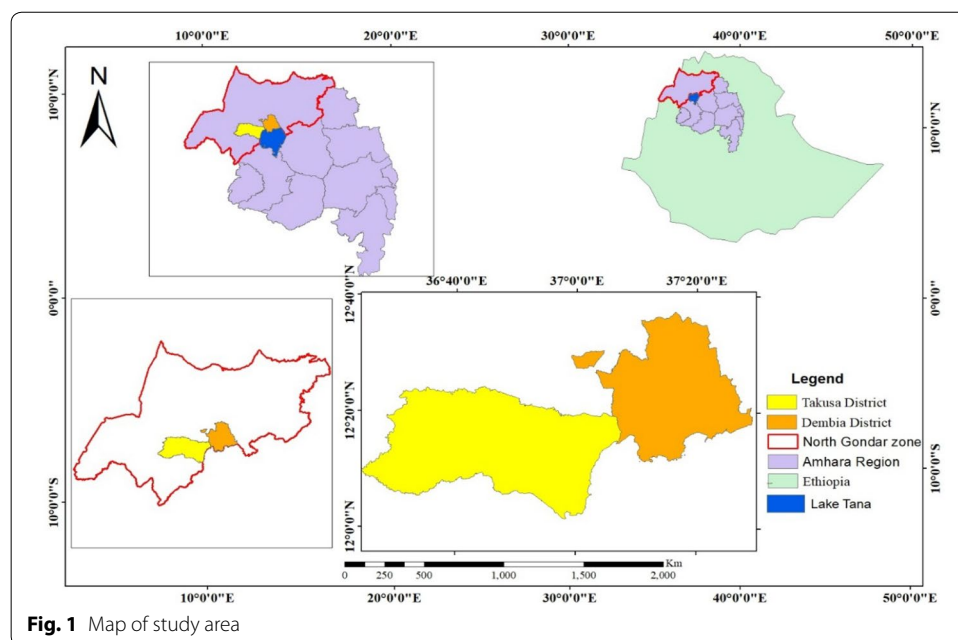 10°0'0"E 20°0'0"E 30°0'0"E 40°0'0"E 50°0'0"E
N
10°0'0"N
10°0'0"N
0°0'0"
0°0'0"
36°40'0"E 37°0'0"E 37°20'0"E
12°40'0"N
12°20'0"N
12°0'0"N
Legend
Takusa District
Dembia District
North Gondar zone
Amhara Region
Ethiopia
Lake Tana
10°0'0"S
10°0'0"S
Km
0 250 500 1,000 1,500 2,000
10°0'0"E 20°0'0"E 30°0'0"E 40°0'0"E 50°0'0"E
Fig. 1 Map of study area